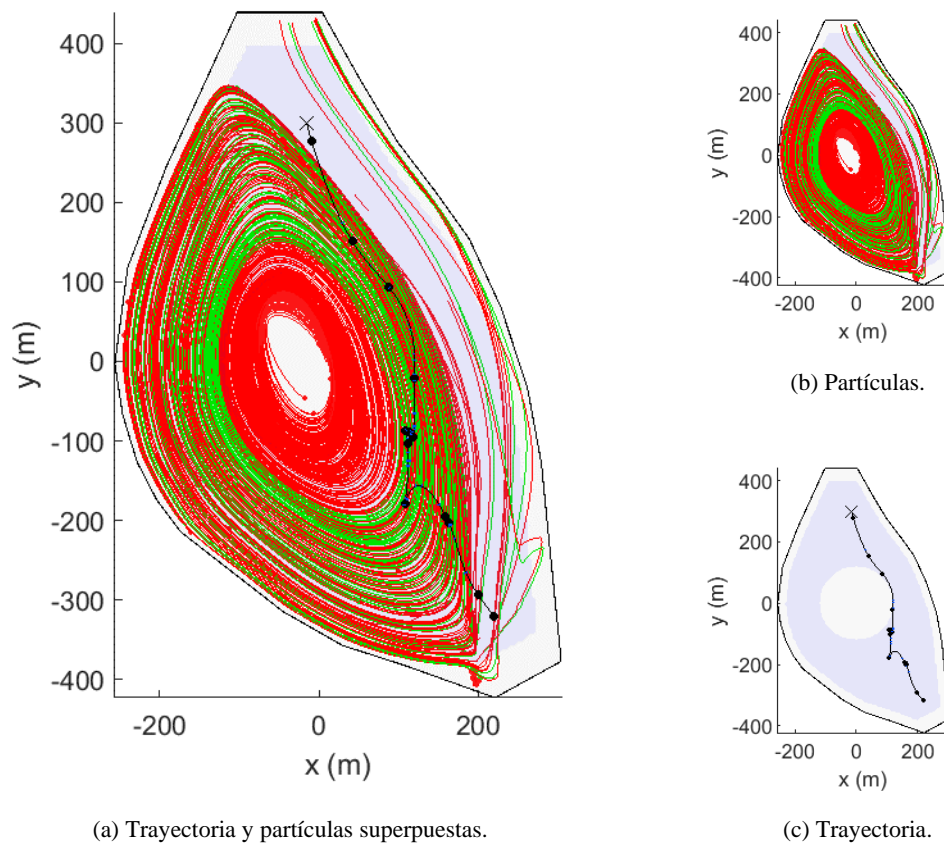 400
300
200
100
0
-100
-200
-300
-400
y (m)
-200 0 200
x (m)
(a) Trayectoria y partículas superpuestas.
400
200
0
-200
-400
y (m)
-200 0 200
x (m)
(b) Partículas.
400
200
0
-200
-400
y (m)
-200 0 200
x (m)
(c) Trayectoria.